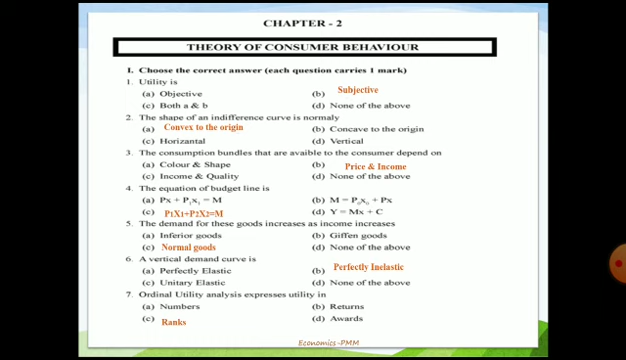 CHAPTER - 2
THEORY OF CONSUMER BEHAVIOUR
I. Choose the correct answer (each question carries 1 mark)
1. Utility is
(a) Objective (b) Subjective
(c) Both a & b (d) None of the above
2. The shape of an indifference curve is normaly
(a) Convex to the origin (b) Concave to the origin
(c) Horizantal (d) Vertical
3. The consumption bundles that are avaible to the consumer depend on
(a) Colour & Shape (b) Price & Income
(c) Income & Quality (d) None of the above
4. The equation of budget line is
(a) Px + P₁x₁ = M (b) M = P₀x₀ + Px
(c) P1X1+P2X2=M (d) Y = Mx + C
5. The demand for these goods increases as income increases
(a) Inferior goods (b) Giffen goods
(c) Normal goods (d) None of the above
6. A vertical demand curve is
(a) Perfectly Elastic (b) Perfectly Inelastic
(c) Unitary Elastic (d) None of the above
7. Ordinal Utility analysis expresses utility in
(a) Numbers (b) Returns
(c) Ranks (d) Awards
Economics -PMM